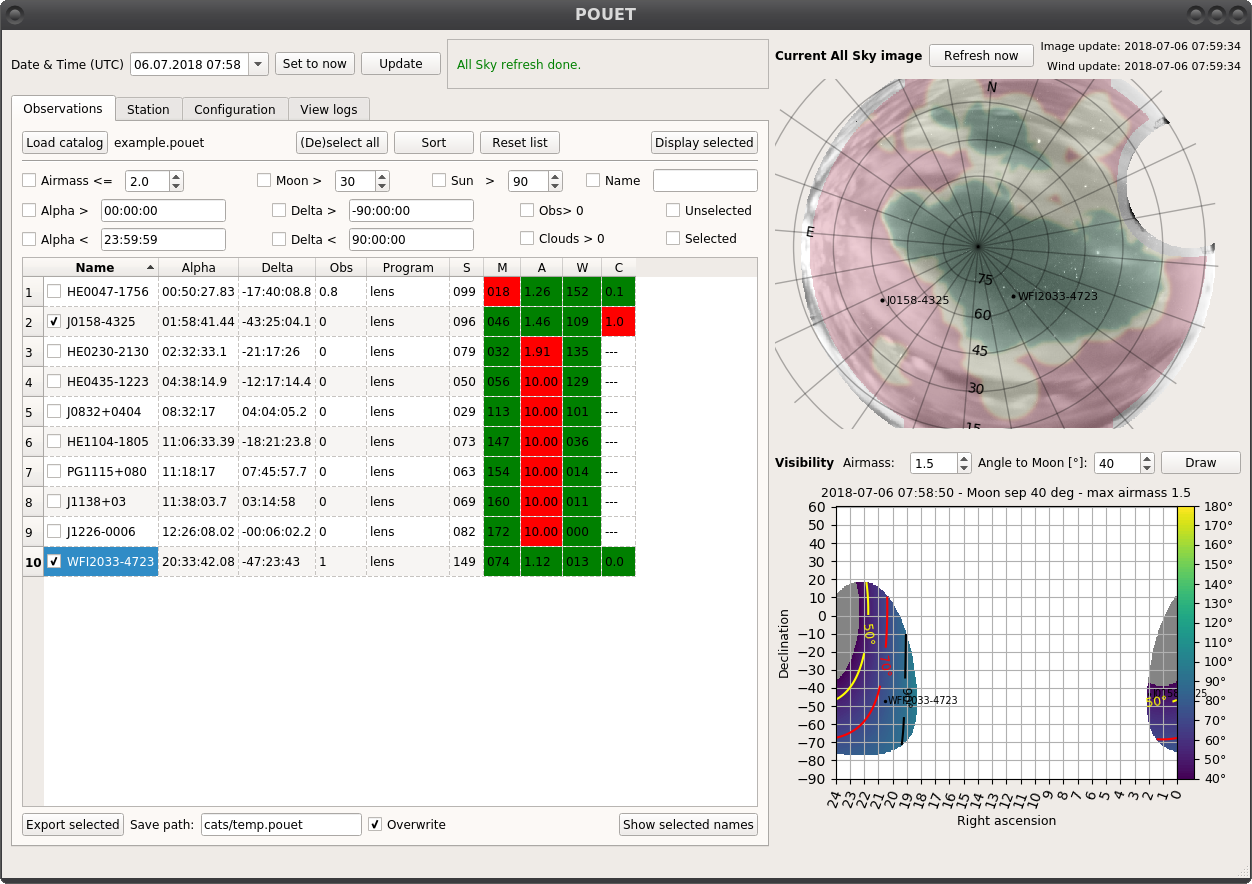 POUET
Date & Time (UTC) 06.07.2018 07:58 Set to now Update All Sky refresh done.
Observations Station Configuration View logs
Load catalog example.pouet (De)select all Sort Reset list Display selected
Airmass <= 2.0 Moon > 30 Sun > 90 Name
Alpha > 00:00:00 Delta > -90:00:00 Obs> 0 Unselected
Alpha < 23:59:59 Delta < 90:00:00 Clouds > 0 Selected
Name Alpha Delta Obs Program S M A W C
1 HE0047-1756 00:50:27.83 -17:40:08.8 0.8 lens 099 018 1.26 152 0.1
2 J0158-4325 01:58:41.44 -43:25:04.1 0 lens 096 046 1.46 109 1.0
3 HE0230-2130 02:32:33.1 -21:17:26 0 lens 079 032 1.91 135 ---
4 HE0435-1223 04:38:14.9 -12:17:14.4 0 lens 050 056 10.00 129 ---
5 J0832+0404 08:32:17 04:04:05.2 0 lens 029 113 10.00 101 ---
6 HE1104-1805 11:06:33.39 -18:21:23.8 0 lens 073 147 10.00 036 ---
7 PG1115+080 11:18:17 07:45:57.7 0 lens 063 154 10.00 014 ---
8 J1138+03 11:38:03.7 03:14:58 0 lens 069 160 10.00 011 ---
9 J1226-0006 12:26:08.02 -00:06:02.2 0 lens 082 172 10.00 000 ---
10 WFI2033-4723 20:33:42.08 -47:23:43 1 lens 149 074 1.12 013 0.0
Export selected Save path: cats/temp.pouet Overwrite Show selected names
Current All Sky image Refresh now
Image update: 2018-07-06 07:59:34
Wind update: 2018-07-06 07:59:34
N
E
75
J0158-4325 WFI2033-4723
60
45
30
15
Visibility Airmass: 1.5 Angle to Moon [°]: 40 Draw
2018-07-06 07:58:50 - Moon sep 40 deg - max airmass 1.5
60
50
40
30
20
10
0
−10
−20
−30
−40
−50
−60
−70
−80
−90
Declination
50°
WFI2033-4723
50°
180°
170°
160°
150°
140°
130°
120°
110°
100°
90°
80°
70°
60°
50°
40°
24 23 22 21 20 19 18 17 16 15 14 13 12 11 10 9 8 7 6 5 4 3 2 1 0
Right ascension